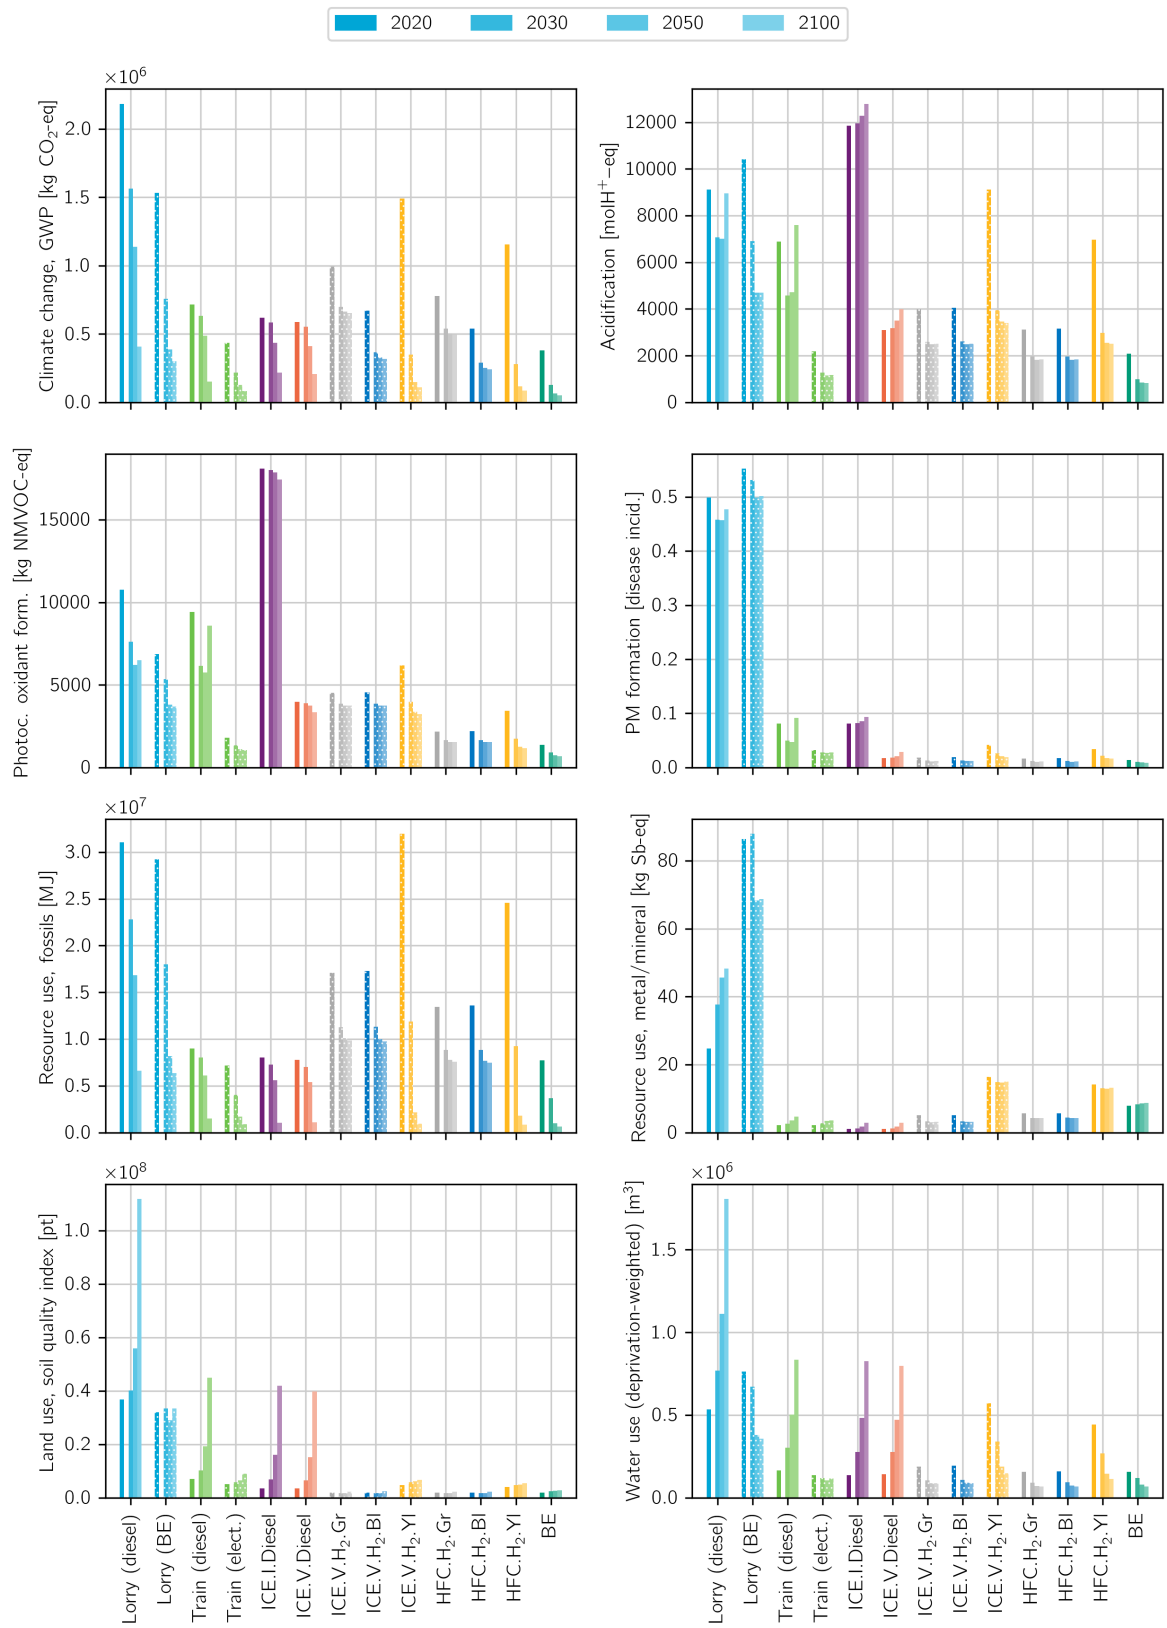 2020 2030 2050 2100
×10⁶
Climate change, GWP [kg CO₂-eq]
2.0
1.5
1.0
0.5
0.0
Acidification [molH⁺−eq]
12000
10000
8000
6000
4000
2000
0
Photoc. oxidant form. [kg NMVOC-eq]
15000
10000
5000
0
PM formation [disease incid.]
0.5
0.4
0.3
0.2
0.1
0.0
×10⁷
Resource use, fossils [MJ]
3.0
2.5
2.0
1.5
1.0
0.5
0.0
Resource use, metal/mineral [kg Sb-eq]
80
60
40
20
0
×10⁸
Land use, soil quality index [pt]
1.0
0.8
0.6
0.4
0.2
0.0
Lorry (diesel)
Lorry (BE)
Train (diesel)
Train (elect.)
ICE.I.Diesel
ICE.V.Diesel
ICE.V.H₂.Gr
ICE.V.H₂.Bl
ICE.V.H₂.Yl
HFC.H₂.Gr
HFC.H₂.Bl
HFC.H₂.Yl
BE
×10⁶
Water use (deprivation-weighted) [m³]
1.5
1.0
0.5
0.0
Lorry (diesel)
Lorry (BE)
Train (diesel)
Train (elect.)
ICE.I.Diesel
ICE.V.Diesel
ICE.V.H₂.Gr
ICE.V.H₂.Bl
ICE.V.H₂.Yl
HFC.H₂.Gr
HFC.H₂.Bl
HFC.H₂.Yl
BE